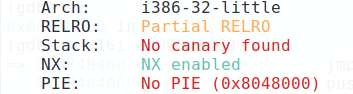 Arch: i386-32-little
RELRO: Partial RELRO
Stack: No canary found
NX: NX enabled
PIE: No PIE (0x8048000)